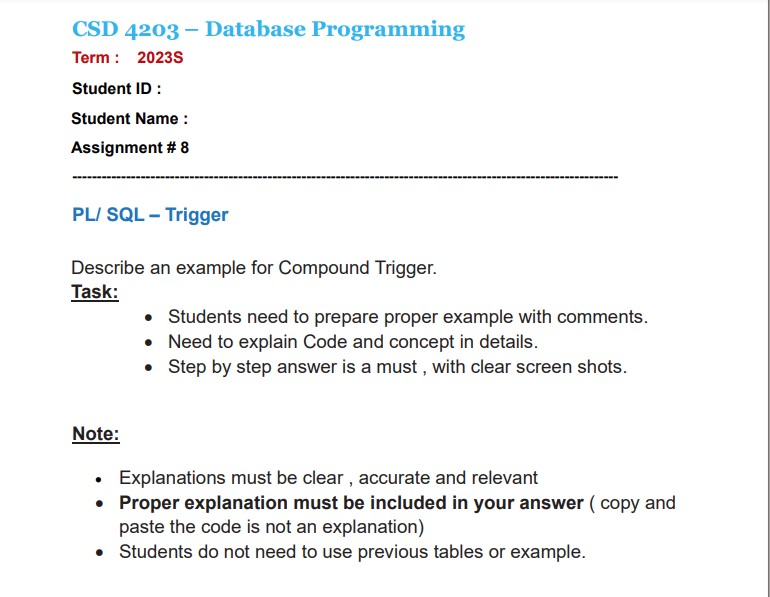 CSD 4203 – Database Programming
Term : 2023S
Student ID :
Student Name :
Assignment # 8
PL/ SQL – Trigger
Describe an example for Compound Trigger.
Task:
• Students need to prepare proper example with comments.
• Need to explain Code and concept in details.
• Step by step answer is a must , with clear screen shots.
Note:
• Explanations must be clear , accurate and relevant
• Proper explanation must be included in your answer ( copy and
paste the code is not an explanation)
• Students do not need to use previous tables or example.